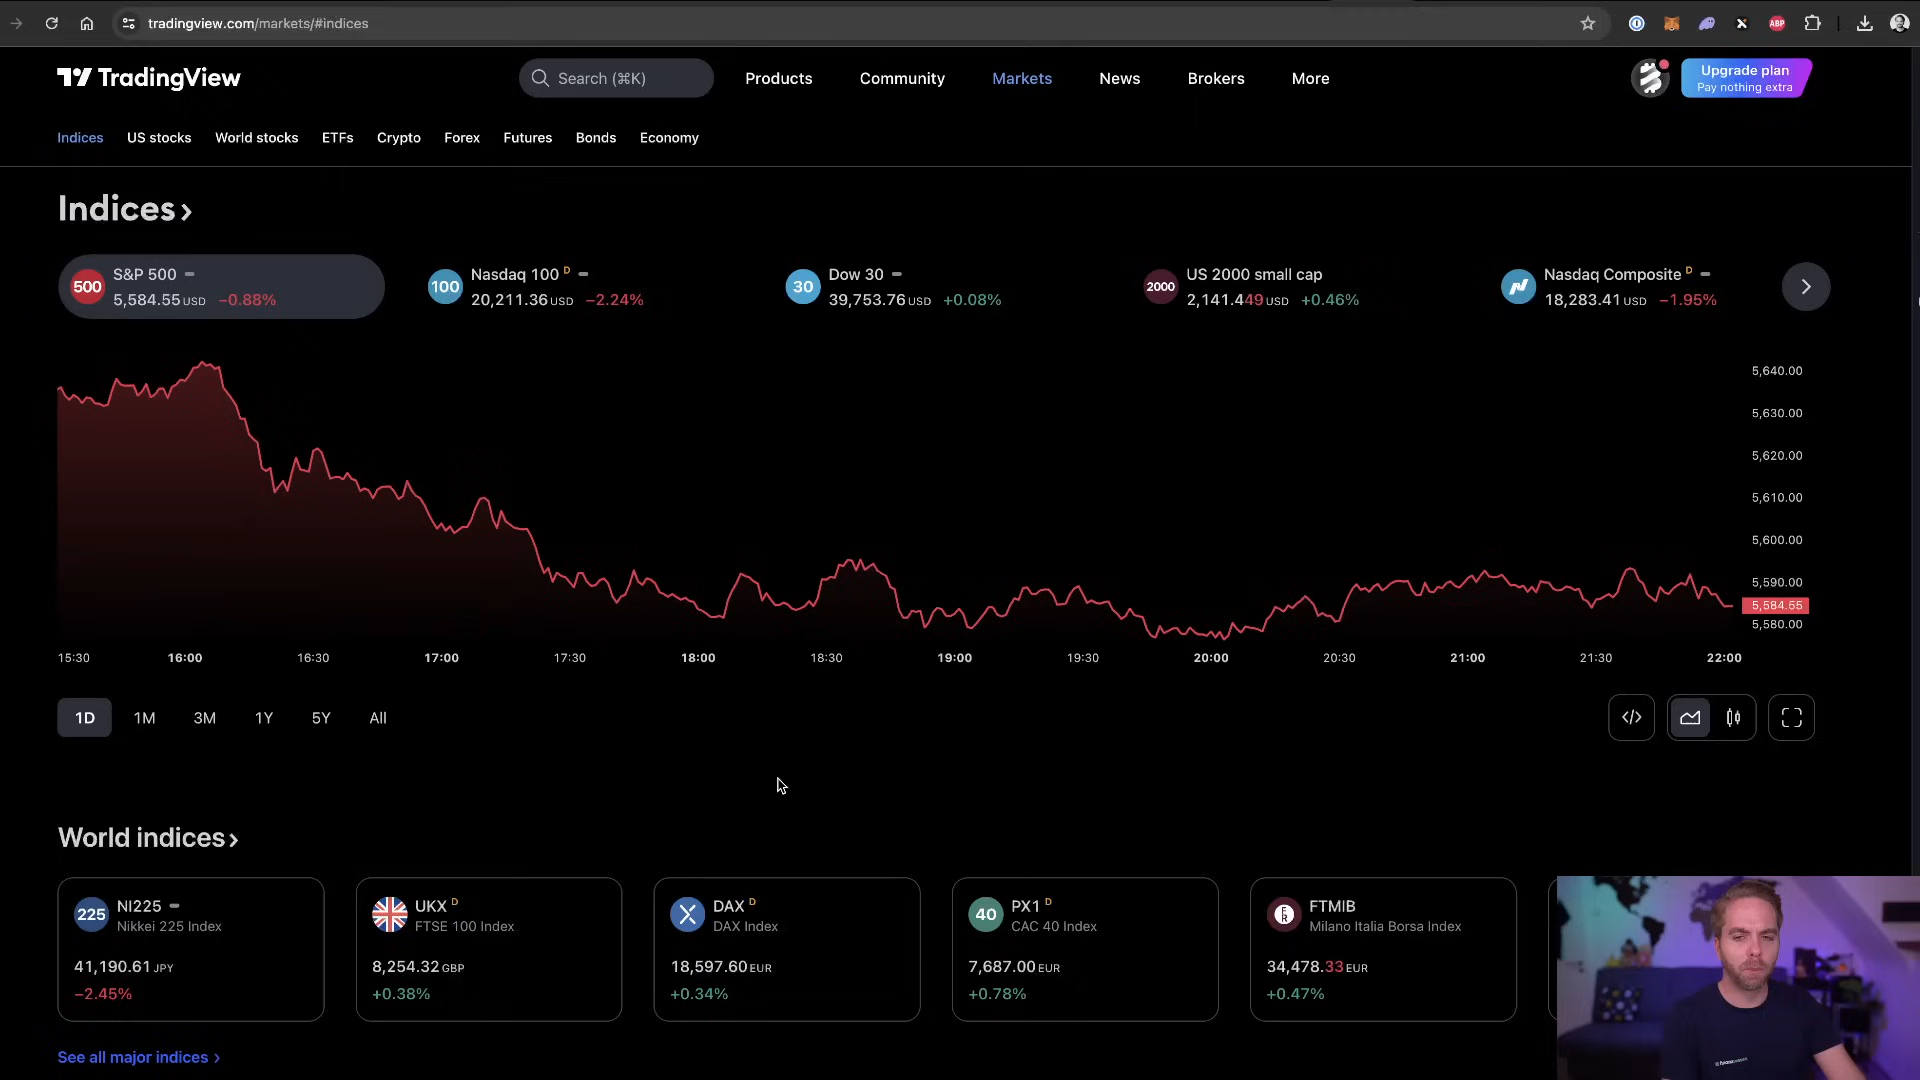 tradingview.com/markets/#indices
ABP
TradingView
Search (⌘K)
Products
Community
Markets
News
Brokers
More
Upgrade plan
Pay nothing extra
Indices
US stocks
World stocks
ETFs
Crypto
Forex
Futures
Bonds
Economy
Indices ›
500
S&P 500
5,584.55 USD −0.88%
100
Nasdaq 100 D
20,211.36 USD −2.24%
30
Dow 30
39,753.76 USD +0.08%
2000
US 2000 small cap
2,141.449 USD +0.46%
Nasdaq Composite D
18,283.41 USD −1.95%
5,640.00
5,630.00
5,620.00
5,610.00
5,600.00
5,590.00
5,584.55
5,580.00
15:30
16:00
16:30
17:00
17:30
18:00
18:30
19:00
19:30
20:00
20:30
21:00
21:30
22:00
1D
1M
3M
1Y
5Y
All
World indices ›
225
NI225
Nikkei 225 Index
41,190.61 JPY
−2.45%
UKX D
FTSE 100 Index
8,254.32 GBP
+0.38%
DAX D
DAX Index
18,597.60 EUR
+0.34%
40
PX1 D
CAC 40 Index
7,687.00 EUR
+0.78%
FTMIB
Milano Italia Borsa Index
34,478.33 EUR
+0.47%
See all major indices ›